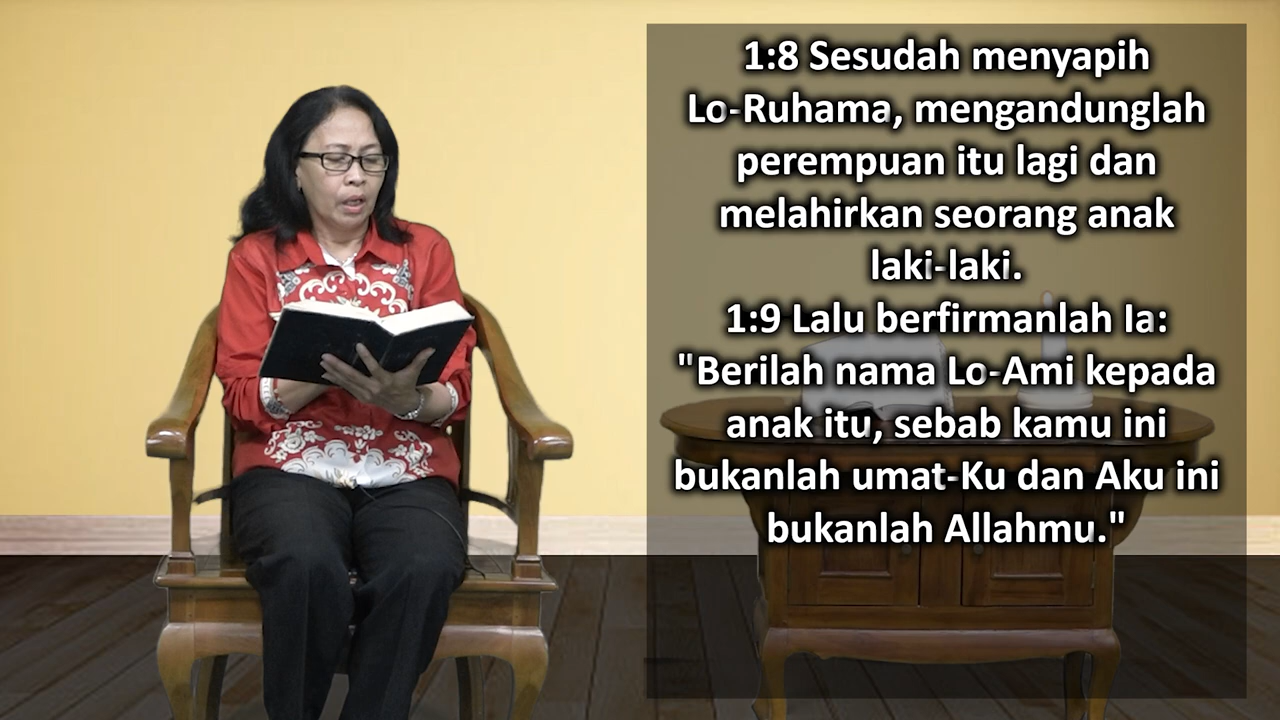 1:8 Sesudah menyapih
Lo-Ruhama, mengandunglah
perempuan itu lagi dan
melahirkan seorang anak
laki-laki.
1:9 Lalu berfirmanlah Ia:
"Berilah nama Lo-Ami kepada
anak itu, sebab kamu ini
bukanlah umat-Ku dan Aku ini
bukanlah Allahmu."